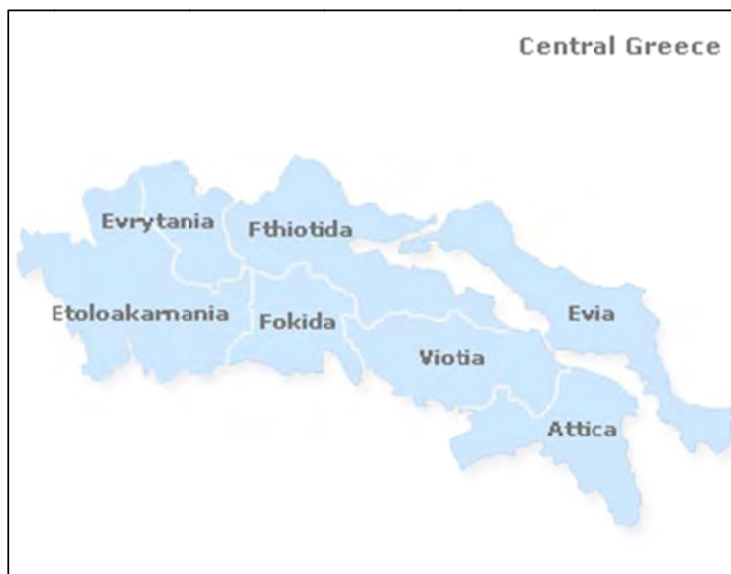 Central Greece
Evrytania
Fthiotida
Etoloakarnania
Fokida
Evia
Viotia
Attica